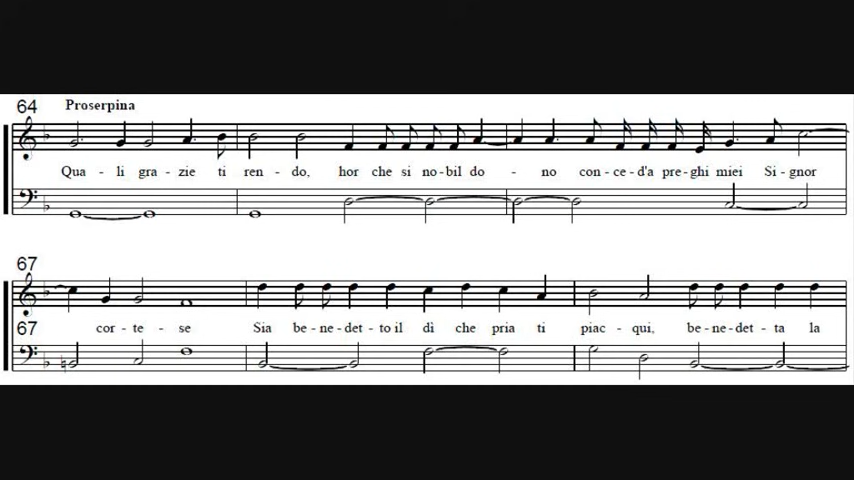 64 Proserpina
Qua - li gra - zie ti ren - do, hor che si no - bil do - no con - ce - d'a pre - ghi miei Si - gnor
67
67 cor - te - se Sia be - ne - det - to il dì che pria ti piac - qui, be - ne - det - ta la